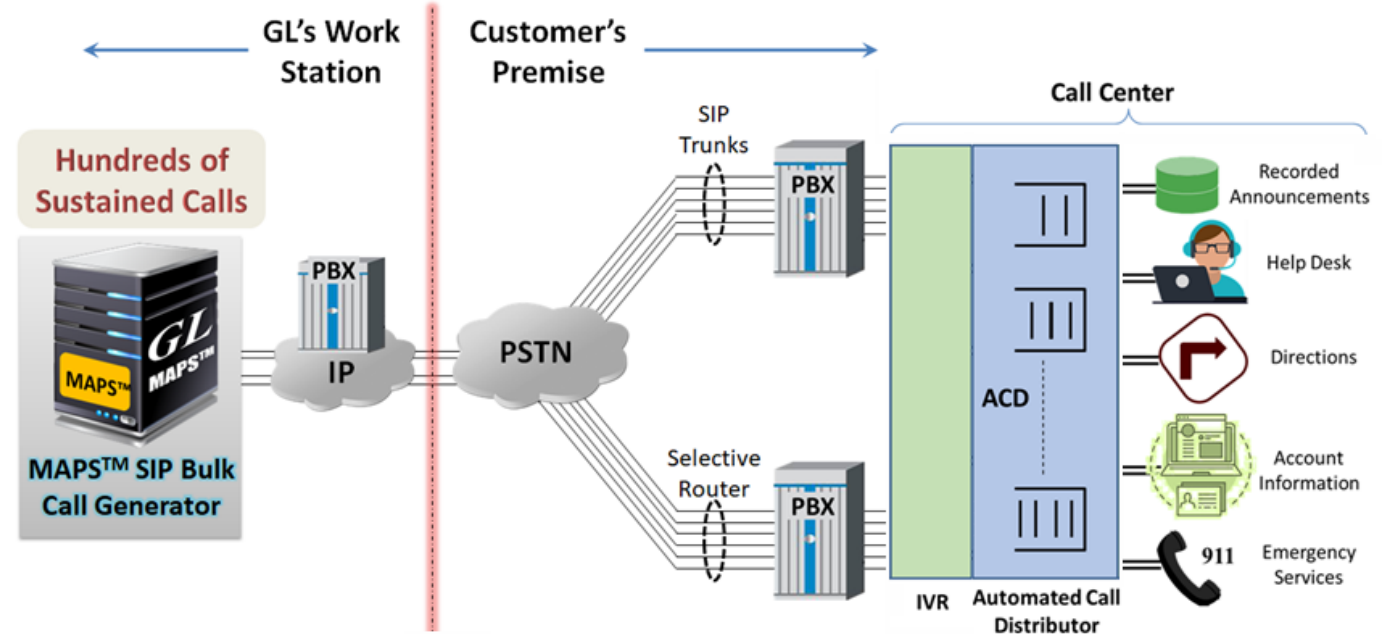 GL's Work
Station
Customer's
Premise
Call Center
Hundreds of
Sustained Calls
SIP
Trunks
PBX
Recorded
Announcements
PBX
Help Desk
GL
MAPS™
MAPS™
IP
PSTN
Directions
ACD
MAPS™ SIP Bulk
Call Generator
Selective
Router
PBX
Account
Information
911
Emergency
Services
IVR
Automated Call
Distributor